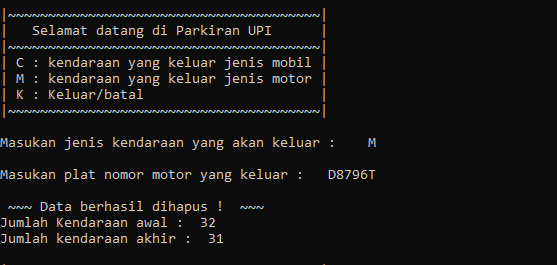 |~~~~~~~~~~~~~~~~~~~~~~~~~~~~~~~~~~~~~~~|
|   Selamat datang di Parkiran UPI      |
|~~~~~~~~~~~~~~~~~~~~~~~~~~~~~~~~~~~~~~~|
| C : kendaraan yang keluar jenis mobil |
| M : kendaraan yang keluar jenis motor |
| K : Keluar/batal                      |
|~~~~~~~~~~~~~~~~~~~~~~~~~~~~~~~~~~~~~~~|
Masukan jenis kendaraan yang akan keluar :    M
Masukan plat nomor motor yang keluar :   D8796T
 ~~~ Data berhasil dihapus !  ~~~
Jumlah Kendaraan awal :  32
Jumlah kendaraan akhir :  31